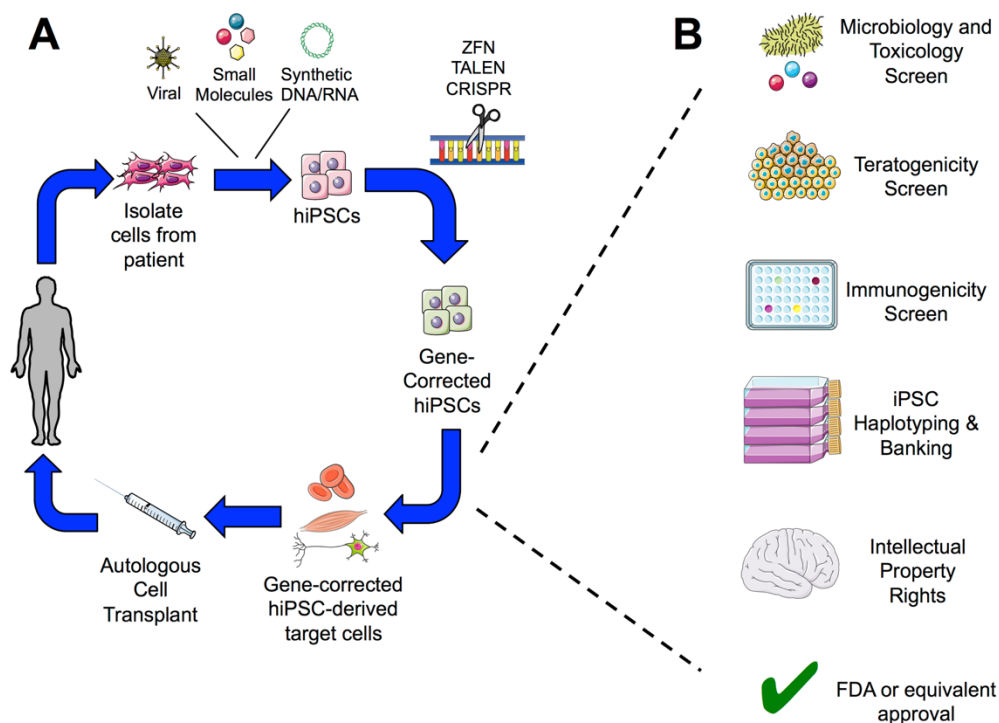 A
Viral
Small
Molecules
Synthetic
DNA/RNA
ZFN
TALEN
CRISPR
Isolate
cells from
patient
hiPSCs
Gene-
Corrected
hiPSCs
Gene-corrected
hiPSC-derived
target cells
Autologous
Cell
Transplant
B
Microbiology and
Toxicology
Screen
Teratogenicity
Screen
Immunogenicity
Screen
iPSC
Haplotyping &
Banking
Intellectual
Property
Rights
FDA or equivalent
approval